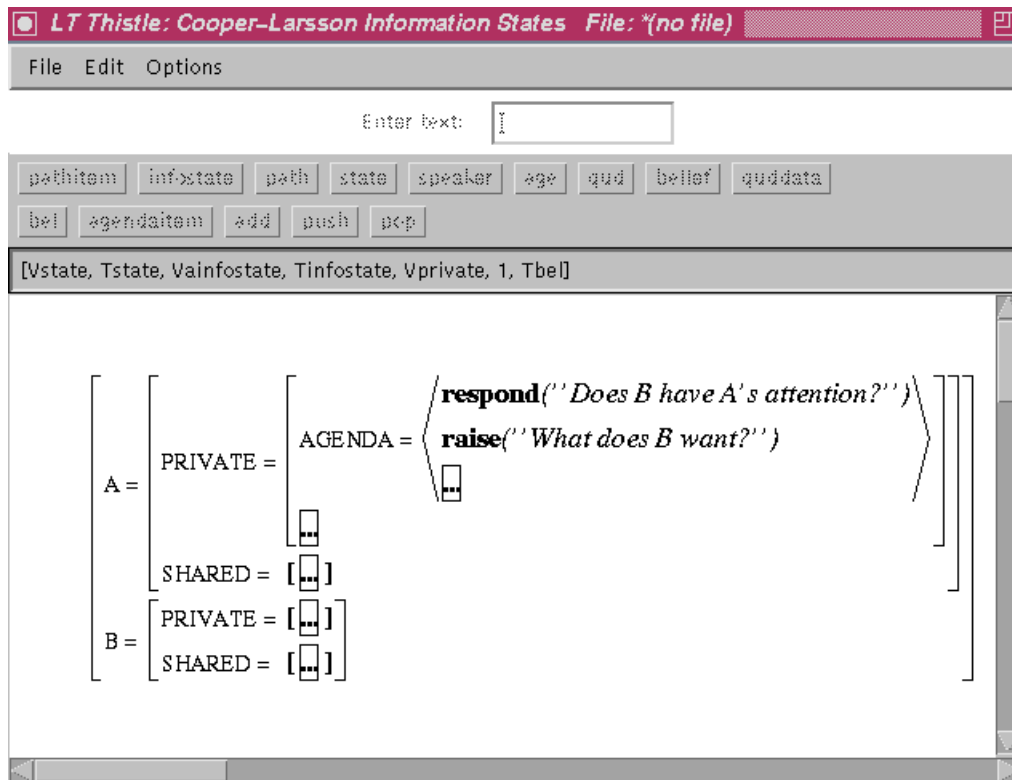 LT Thistle: Cooper–Larsson Information States File: *(no file)
File Edit Options
Enter text:
pathitem infostate path state speaker age qud belief quddata
bel agendaitem add push pop
[Vstate, Tstate, Vainfostate, Tinfostate, Vprivate, 1, Tbel]
respond(''Does B have A's attention?'')
AGENDA =
raise(''What does B want?'')
PRIVATE =
...
A =
...
SHARED = [...]
PRIVATE = [...]
B =
SHARED = [...]